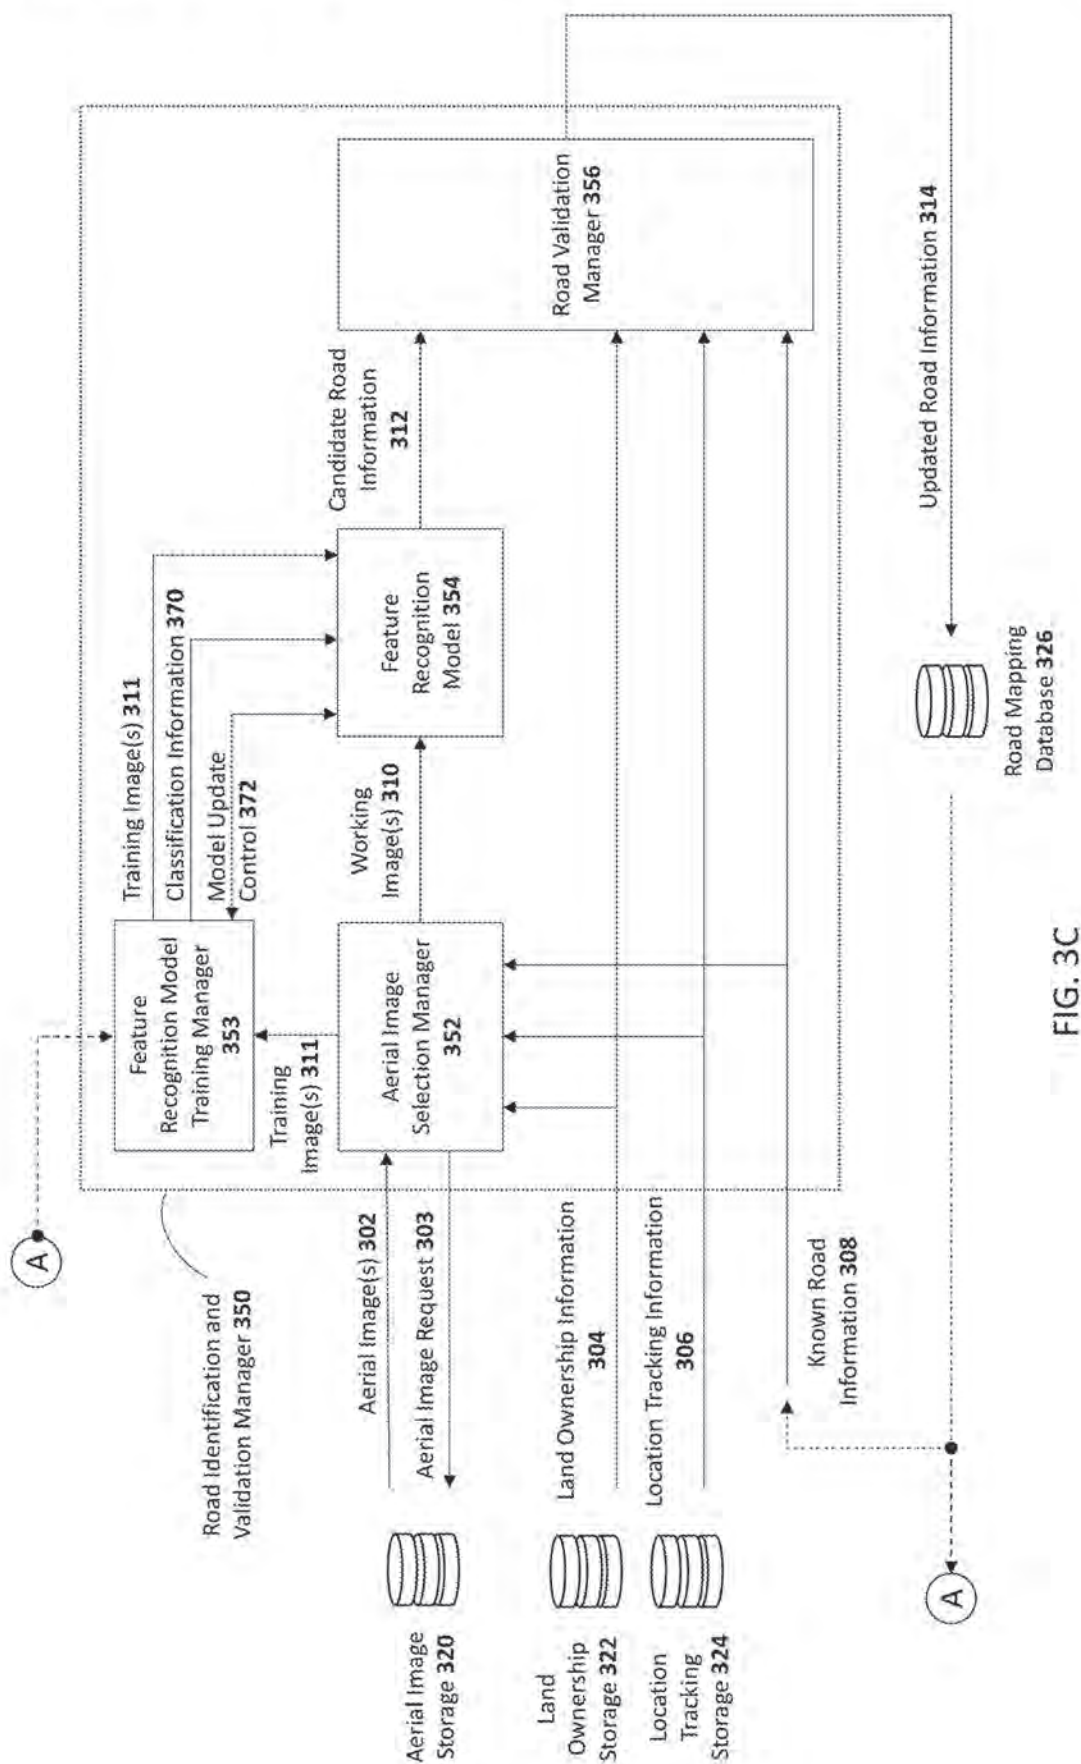 A
Road Identification and
Validation Manager 350
Feature
Recognition Model
Training Manager
353
Training Image(s) 311
Classification Information 370
Model Update
Control 372
Training
Image(s) 311
Aerial Image
Storage 320
Aerial Image(s) 302
Aerial Image Request 303
Aerial Image
Selection Manager
352
Working
Image(s) 310
Feature
Recognition
Model 354
Candidate Road
Information
312
Road Validation
Manager 356
Land
Ownership
Storage 322
Land Ownership Information
304
Location
Tracking
Storage 324
Location Tracking Information
306
Known Road
Information 308
Updated Road Information 314
A
Road Mapping
Database 326
FIG. 3C